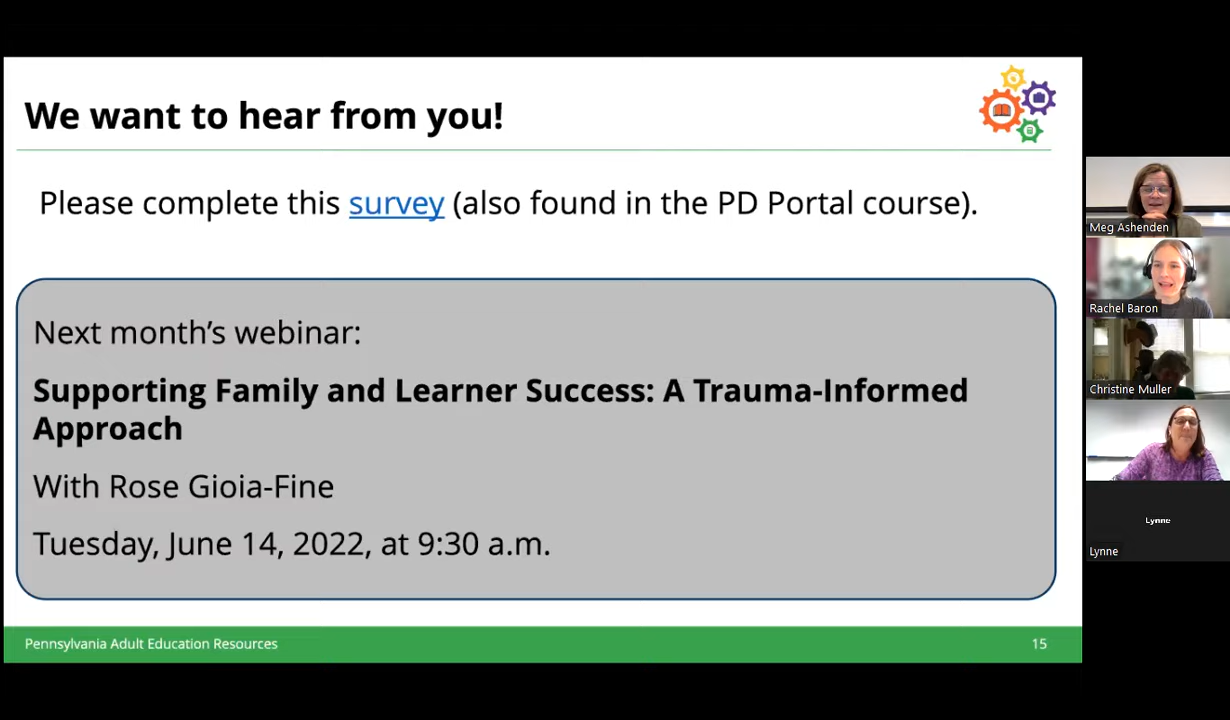 We want to hear from you!
Please complete this survey (also found in the PD Portal course).
Next month’s webinar:
Supporting Family and Learner Success: A Trauma-Informed
Approach
With Rose Gioia-Fine
Tuesday, June 14, 2022, at 9:30 a.m.
Pennsylvania Adult Education Resources
15
Meg Ashenden
Rachel Baron
Christine Muller
Lynne
Lynne